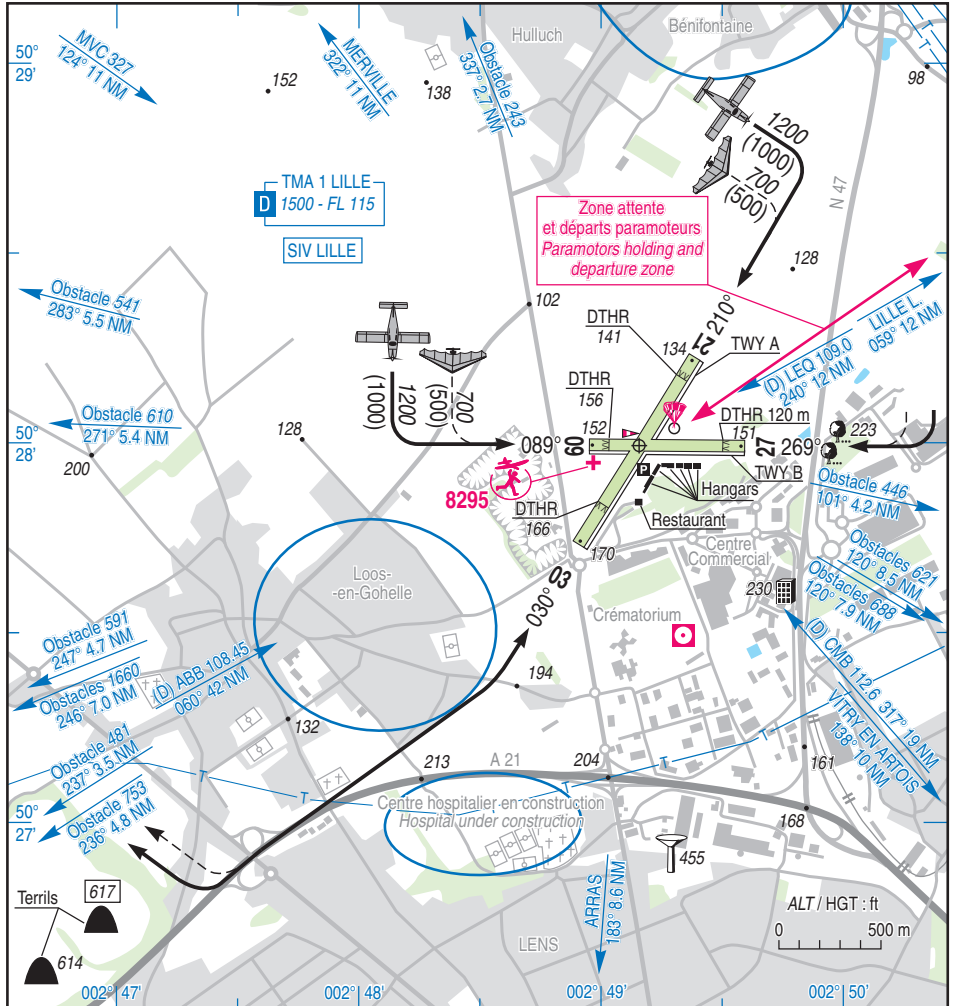 50°
29'
MVC 327
124° 11 NM
152
MERVILLE
322° 11 NM
138
Obstacle 243
337° 2.7 NM
Hulluch
Bénifontaine
T
T
98
1200
(1000)
700
(500)
N 47
TMA 1 LILLE
D 1500 - FL 115
SIV LILLE
Zone attente
et départs paramoteurs
Paramotors holding and
departure zone
128
Obstacle 541
283° 5.5 NM
102
DTHR
141
134
21 210°
TWY A
LILLE L.
059° 12 NM
(D) LEQ 109.0
240° 12 NM
1200
(1000)
700
(500)
DTHR
156
Obstacle 610
271° 5.4 NM
200
128
50°
28'
089°
09
152
DTHR 120 m
151
27
269°
223
TWY B
P
Hangars
Restaurant
8295
DTHR
166
170
Obstacle 446
101° 4.2 NM
Centre
Commercial
230
Obstacles 621
120° 8.5 NM
Obstacles 688
120° 7.9 NM
Loos-
-en-Gohelle
030° 03
Crématorium
Obstacle 591
247° 4.7 NM
Obstacles 1660
246° 7.0 NM
(D) ABB 108.45
060° 42 NM
194
132
(D) CMB 112.6 317° 19 NM
VITRY EN ARTOIS
138° 10 NM
Obstacle 481
237° 3.5 NM
Obstacle 753
236° 4.8 NM
T
T
T
T
213
A 21
204
161
H
H
50°
27'
Centre hospitalier en construction
Hospital under construction
168
455
ARRAS
183° 8.6 NM
Terrils
617
614
LENS
ALT / HGT : ft
0 500 m
002° 47'
002° 48'
002° 49'
002° 50'